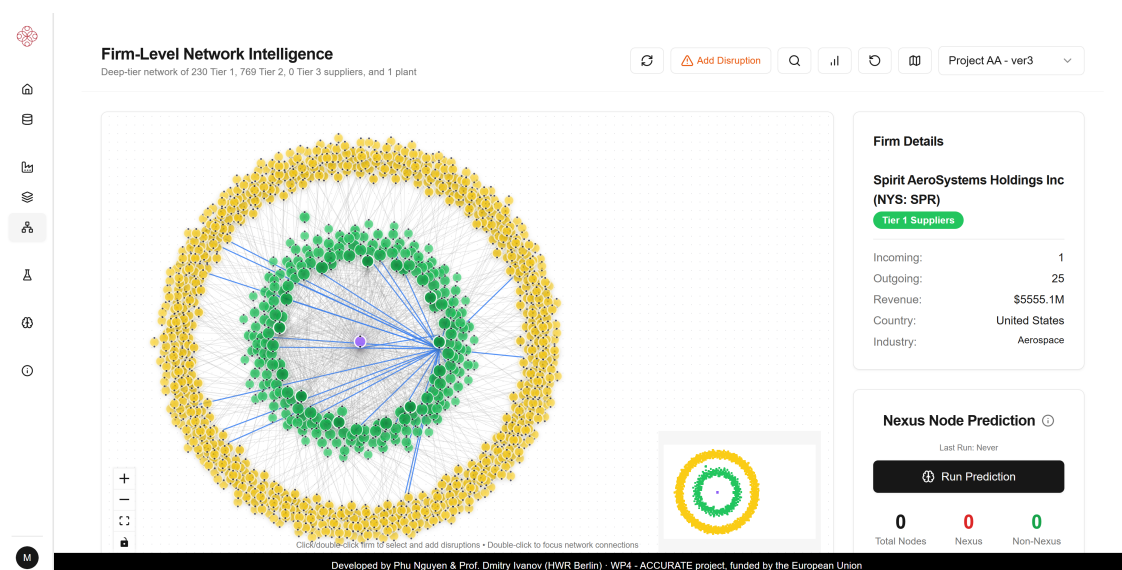 Firm-Level Network Intelligence
Deep-tier network of 230 Tier 1, 769 Tier 2, 0 Tier 3 suppliers, and 1 plant
Add Disruption
Project AA - ver3
Firm Details
Spirit AeroSystems Holdings Inc
(NYS: SPR)
Tier 1 Suppliers
Incoming: 1
Outgoing: 25
Revenue: $5555.1M
Country: United States
Industry: Aerospace
Nexus Node Prediction
Last Run: Never
Run Prediction
0 0 0
Total Nodes Nexus Non-Nexus
Click/double-click firm to select and add disruptions • Double-click to focus network connections
M
Developed by Phu Nguyen & Prof. Dmitry Ivanov (HWR Berlin) · WP4 - ACCURATE project, funded by the European Union